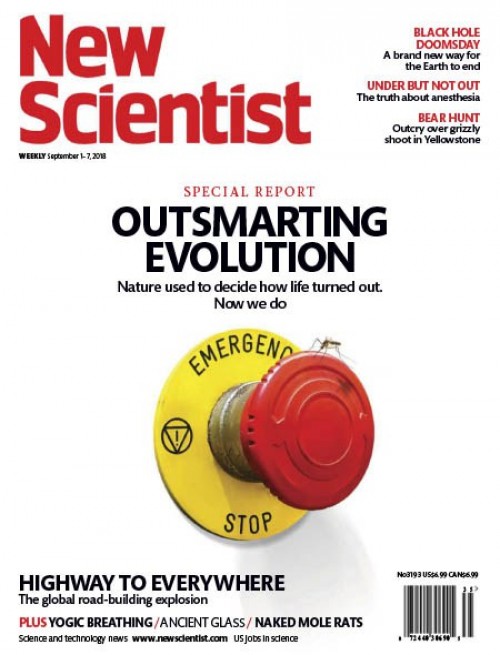 New
Scientist
WEEKLY September 1-7, 2018
BLACK HOLE
DOOMSDAY
A brand new way for
the Earth to end
UNDER BUT NOT OUT
The truth about anesthesia
BEAR HUNT
Outcry over grizzly
shoot in Yellowstone
SPECIAL REPORT
OUTSMARTING
EVOLUTION
Nature used to decide how life turned out.
Now we do
EMERGENC
STOP
HIGHWAY TO EVERYWHERE
The global road-building explosion
PLUS YOGIC BREATHING / ANCIENT GLASS / NAKED MOLE RATS
Science and technology news www.newscientist.com US jobs in science
No3193 US$6.99 CAN$6.99
35
0 72440 30690 8